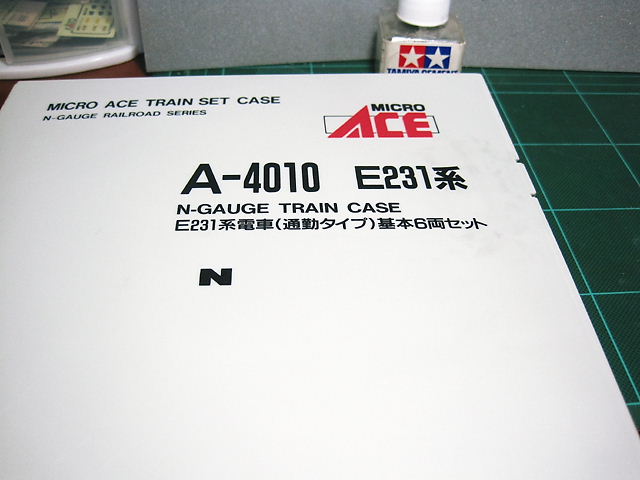 TAMIYA CEMENT
MICRO ACE TRAIN SET CASE
N-GAUGE RAILROAD SERIES
MICRO
ACE
A-4010 E231系
N-GAUGE TRAIN CASE
E231系電車(通勤タイプ)基本6両セット
N